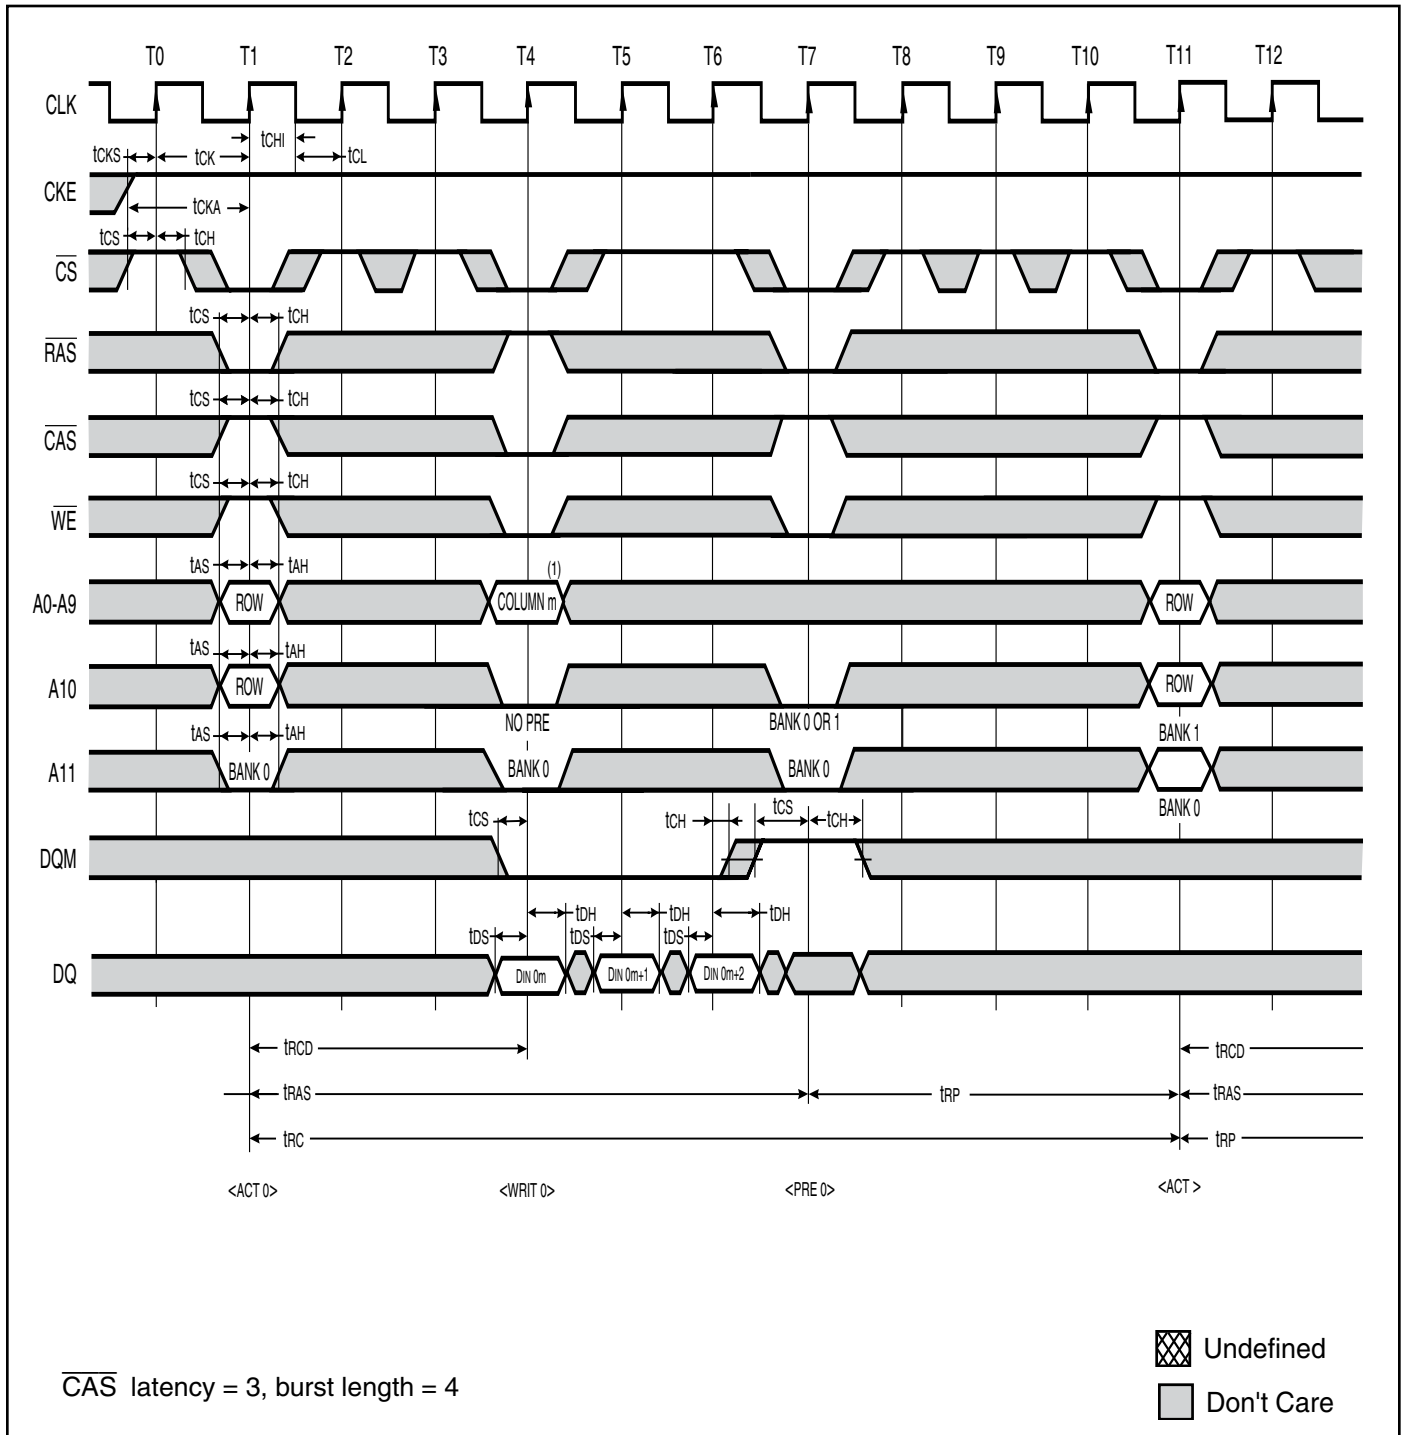 T0 T1 T2 T3 T4 T5 T6 T7 T8 T9 T10 T11 T12
CLK
tCHI
tCKS tCK tCL
CKE
tCKA
tCS tCH
CS
tCS tCH
RAS
tCS tCH
CAS
tCS tCH
WE
tAS tAH (1)
A0-A9 ROW COLUMN m ROW
tAS tAH
A10 ROW ROW
NO PRE BANK 0 OR 1
tAS tAH BANK 1
A11 BANK 0 BANK 0 BANK 0
BANK 0
tCS tCH tCS tCH
DQM
tDH tDH tDH
tDS tDS tDS
DQ DIN 0m DIN 0m+1 DIN 0m+2
tRCD tRCD
tRAS tRP tRAS
tRC tRP
<ACT 0> <WRIT 0> <PRE 0> <ACT >
Undefined
CAS latency = 3, burst length = 4
Don't Care